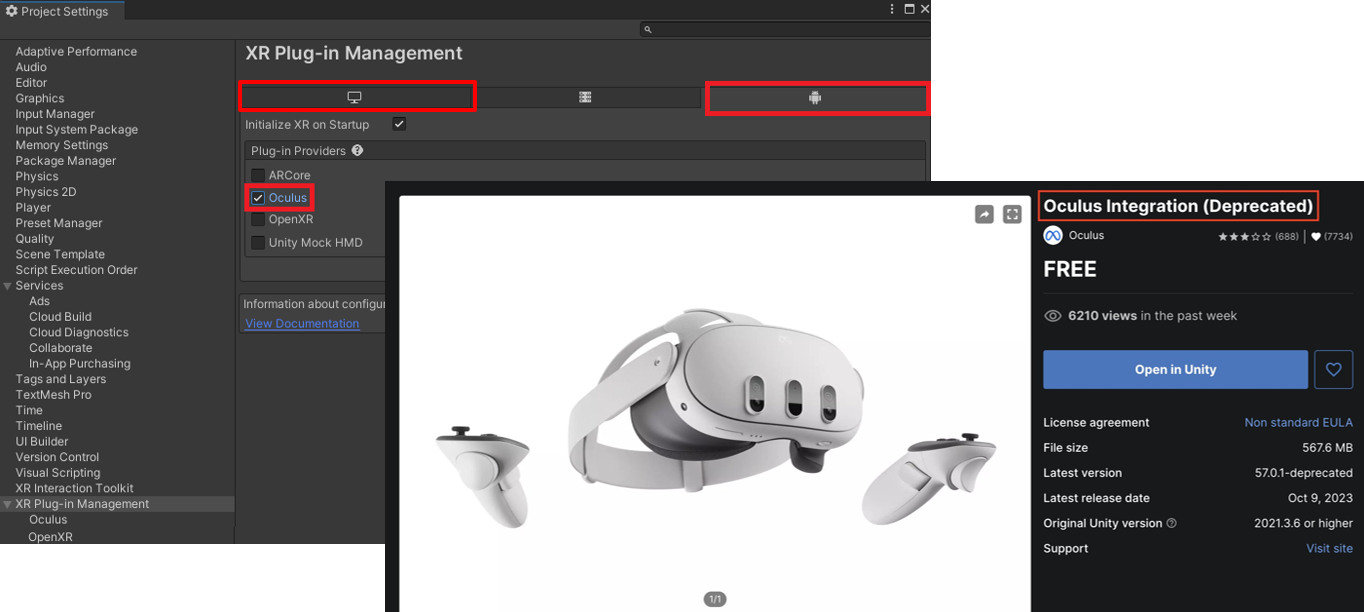 Project Settings
Adaptive Performance
Audio
Editor
Graphics
Input Manager
Input System Package
Memory Settings
Package Manager
Physics
Physics 2D
Player
Preset Manager
Quality
Scene Template
Script Execution Order
Services
Ads
Cloud Build
Cloud Diagnostics
Collaborate
In-App Purchasing
Tags and Layers
TextMesh Pro
Time
Timeline
UI Builder
Version Control
Visual Scripting
XR Interaction Toolkit
XR Plug-in Management
Oculus
OpenXR
XR Plug-in Management
Initialize XR on Startup
Plug-in Providers
ARCore
Oculus
OpenXR
Unity Mock HMD
Information about configur
View Documentation
1/1
Oculus Integration (Deprecated)
Oculus (688) | (7734)
FREE
6210 views in the past week
Open in Unity
License agreement Non standard EULA
File size 567.6 MB
Latest version 57.0.1-deprecated
Latest release date Oct 9, 2023
Original Unity version 2021.3.6 or higher
Support Visit site